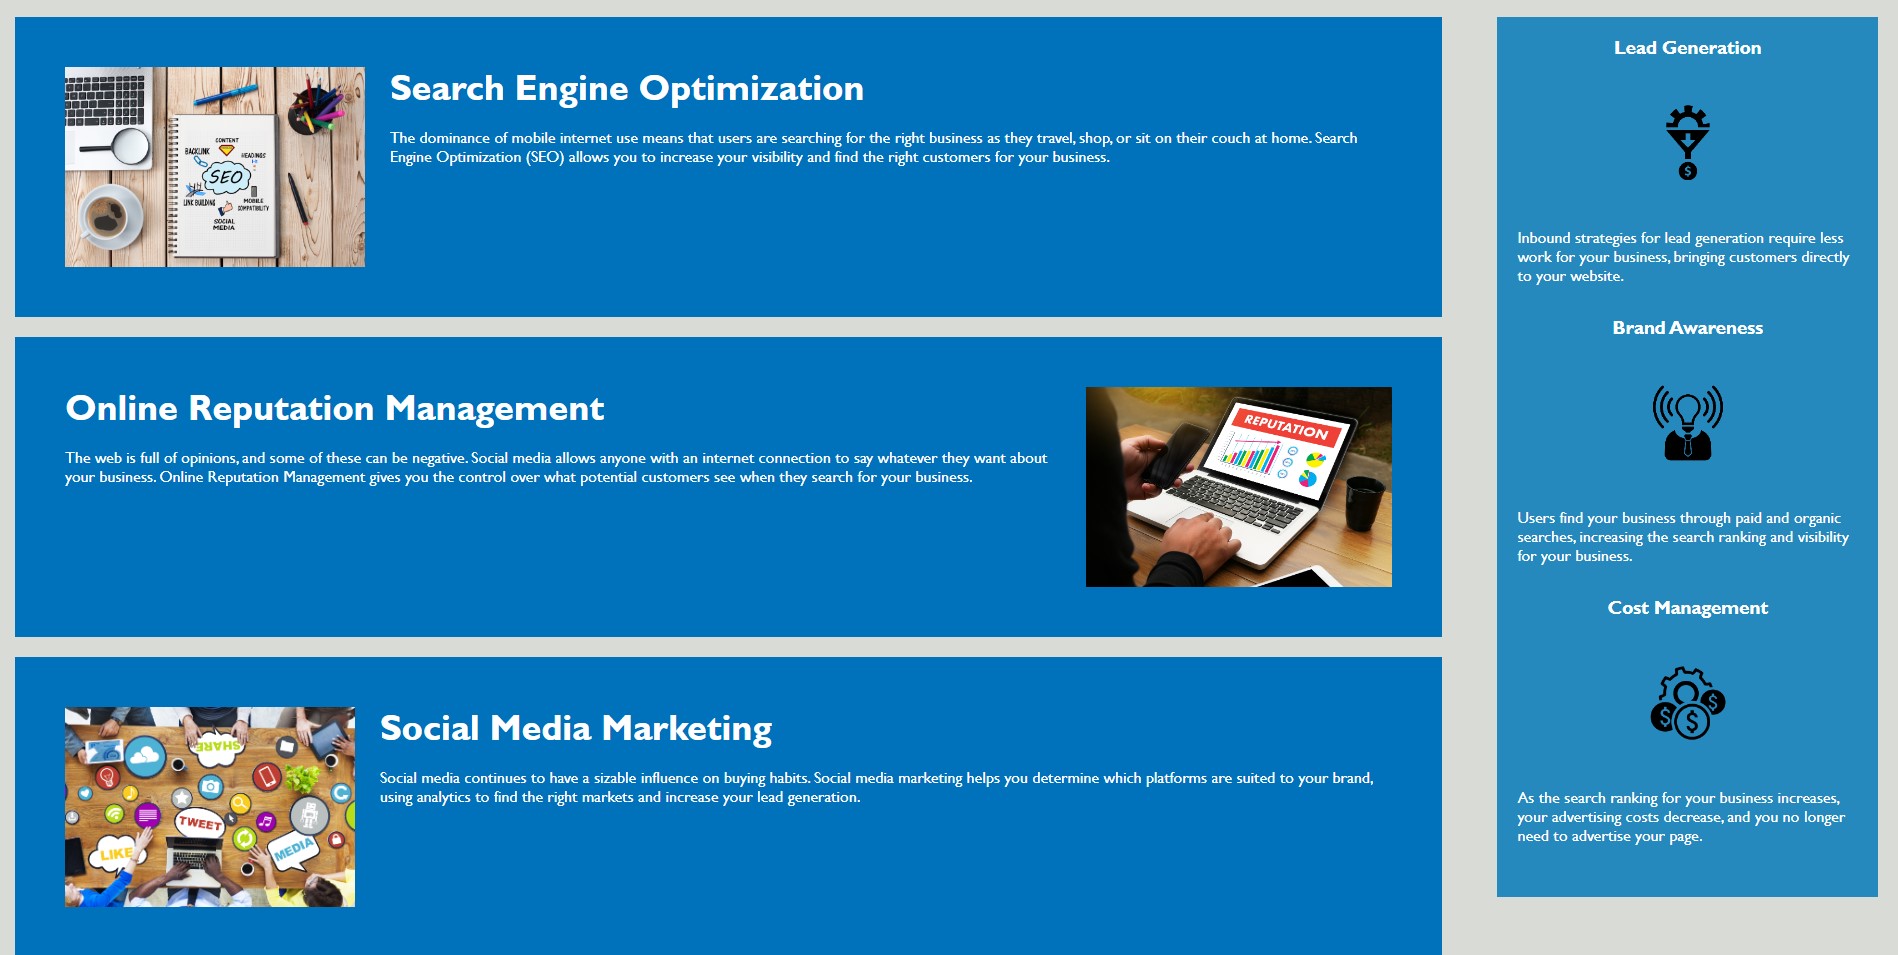 Search Engine Optimization
The dominance of mobile internet use means that users are searching for the right business as they travel, shop, or sit on their couch at home. Search
Engine Optimization (SEO) allows you to increase your visibility and find the right customers for your business.
CONTENT
BACKLINK
HEADINGS
SEO
LINK BUILDING
MOBILE
COMPATIBILITY
SOCIAL
MEDIA
Online Reputation Management
The web is full of opinions, and some of these can be negative. Social media allows anyone with an internet connection to say whatever they want about
your business. Online Reputation Management gives you the control over what potential customers see when they search for your business.
REPUTATION
Social Media Marketing
Social media continues to have a sizable influence on buying habits. Social media marketing helps you determine which platforms are suited to your brand,
using analytics to find the right markets and increase your lead generation.
SHARE
TWEET
LIKE
MEDIA
Lead Generation
$
Inbound strategies for lead generation require less
work for your business, bringing customers directly
to your website.
Brand Awareness
Users find your business through paid and organic
searches, increasing the search ranking and visibility
for your business.
Cost Management
$
$
$
As the search ranking for your business increases,
your advertising costs decrease, and you no longer
need to advertise your page.